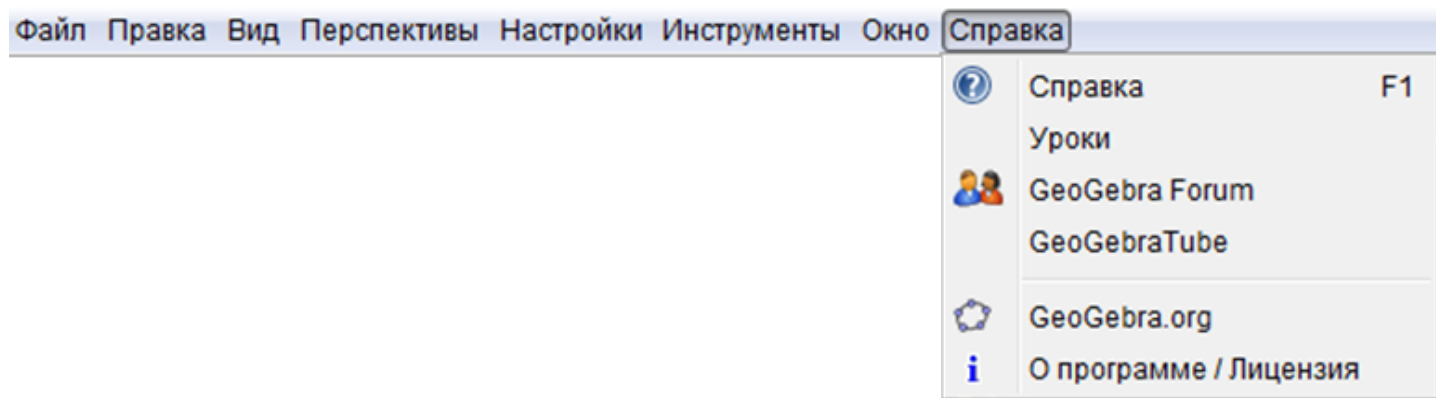 Файл Правка Вид Перспективы Настройки Инструменты Окно Справка
Справка F1
Уроки
GeoGebra Forum
GeoGebraTube
GeoGebra.org
О программе / Лицензия